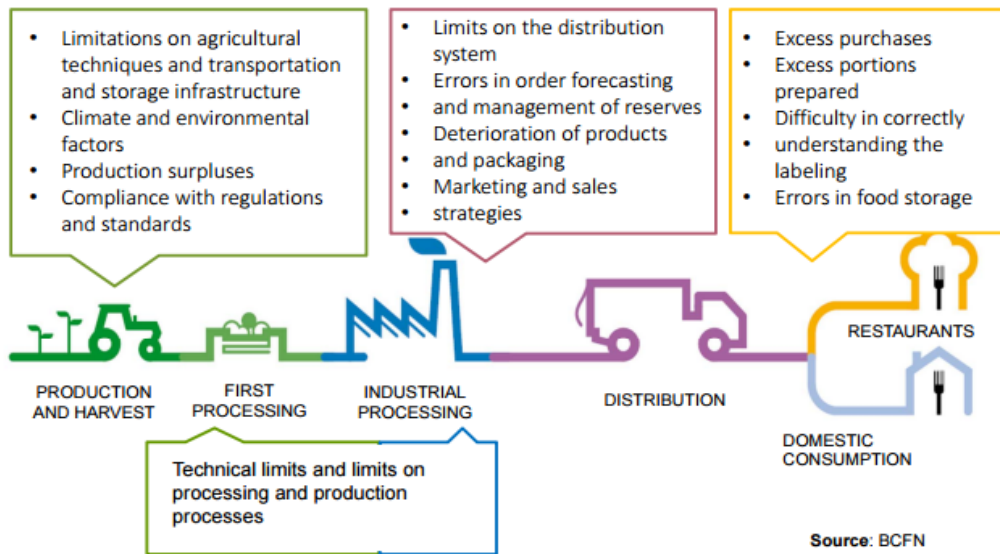 • Limitations on agricultural
techniques and transportation
and storage infrastructure
• Climate and environmental
factors
• Production surpluses
• Compliance with regulations
and standards
• Limits on the distribution
system
• Errors in order forecasting
• and management of reserves
• Deterioration of products
• and packaging
• Marketing and sales
• strategies
• Excess purchases
• Excess portions
prepared
• Difficulty in correctly
• understanding the
labeling
• Errors in food storage
PRODUCTION
AND HARVEST
FIRST
PROCESSING
INDUSTRIAL
PROCESSING
DISTRIBUTION
RESTAURANTS
DOMESTIC
CONSUMPTION
Technical limits and limits on
processing and production
processes
Source: BCFN